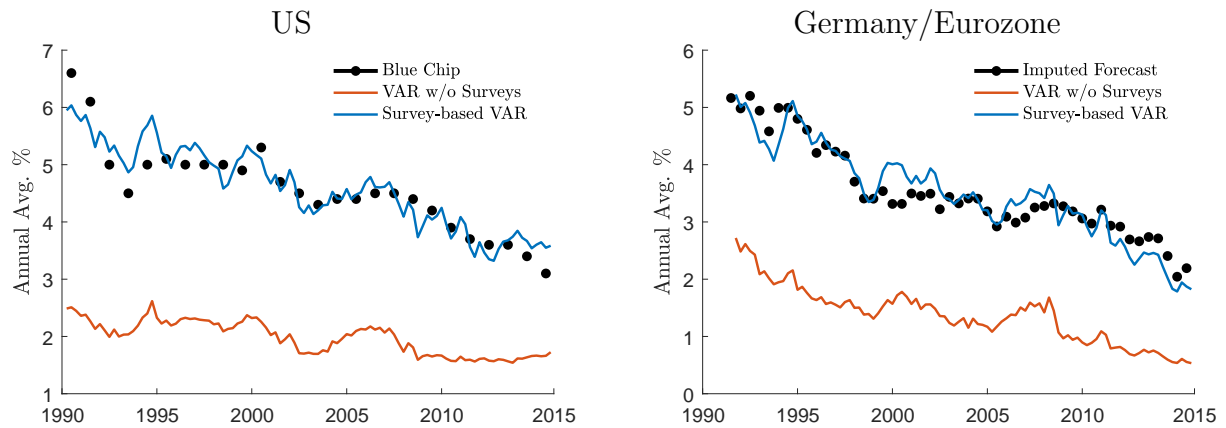 US
Annual Avg. %
7
6
5
4
3
2
1
Blue Chip
VAR w/o Surveys
Survey-based VAR
1990 1995 2000 2005 2010 2015
Germany/Eurozone
Annual Avg. %
6
5
4
3
2
1
0
Imputed Forecast
VAR w/o Surveys
Survey-based VAR
1990 1995 2000 2005 2010 2015